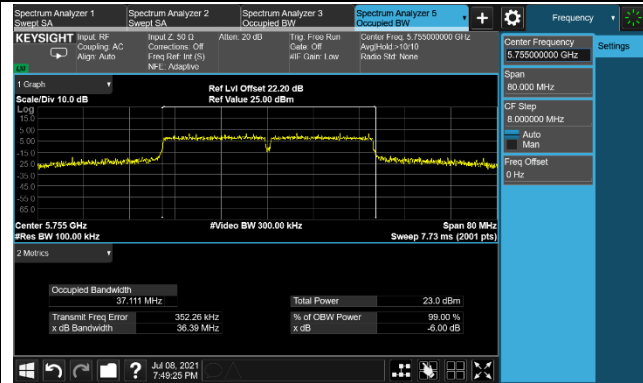 Spectrum Analyzer 1
Swept SA
Spectrum Analyzer 2
Swept SA
Spectrum Analyzer 3
Occupied BW
Spectrum Analyzer 5
Occupied BW
+
Frequency
KEYSIGHT
Input: RF
Coupling: AC
Align: Auto
Input Z: 50 Ω
Corrections: Off
Freq Ref: Int (S)
NFE: Adaptive
Atten: 20 dB
Trig: Free Run
Gate: Off
#IF Gain: Low
Center Freq: 5.755000000 GHz
Avg|Hold:>10/10
Radio Std: None
LXI
Center Frequency
5.755000000 GHz
Settings
Span
80.000 MHz
CF Step
8.000000 MHz
Auto
Man
Freq Offset
0 Hz
1 Graph
Scale/Div 10.0 dB
Ref Lvl Offset 22.20 dB
Ref Value 25.00 dBm
Log
15.0
5.00
-5.00
-15.0
-25.0
-35.0
-45.0
-55.0
-65.0
Center 5.755 GHz
#Res BW 100.00 kHz
#Video BW 300.00 kHz
Span 80 MHz
Sweep 7.73 ms (2001 pts)
2 Metrics
Occupied Bandwidth
37.111 MHz
Total Power 23.0 dBm
Transmit Freq Error 352.26 kHz
% of OBW Power 99.00 %
x dB Bandwidth 36.39 MHz
x dB -6.00 dB
?
Jul 08, 2021
7:49:25 PM